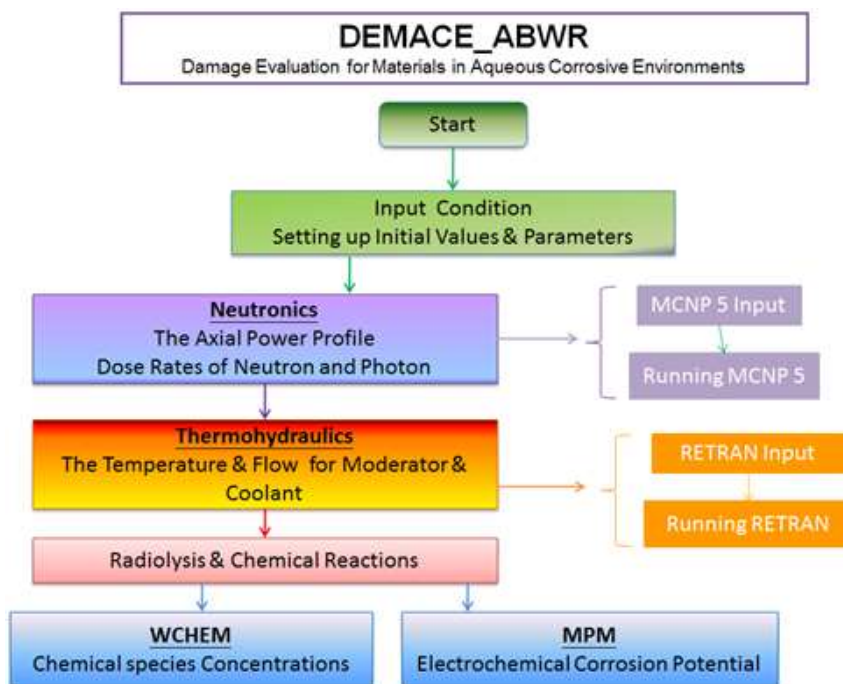 DEMACE_ABWR
Damage Evaluation for Materials in Aqueous Corrosive Environments
Start
Input Condition
Setting up Initial Values & Parameters
Neutronics
The Axial Power Profile
Dose Rates of Neutron and Photon
MCNP 5 Input
Running MCNP 5
Thermohydraulics
The Temperature & Flow for Moderator &
Coolant
RETRAN Input
Running RETRAN
Radiolysis & Chemical Reactions
WCHEM
Chemical species Concentrations
MPM
Electrochemical Corrosion Potential